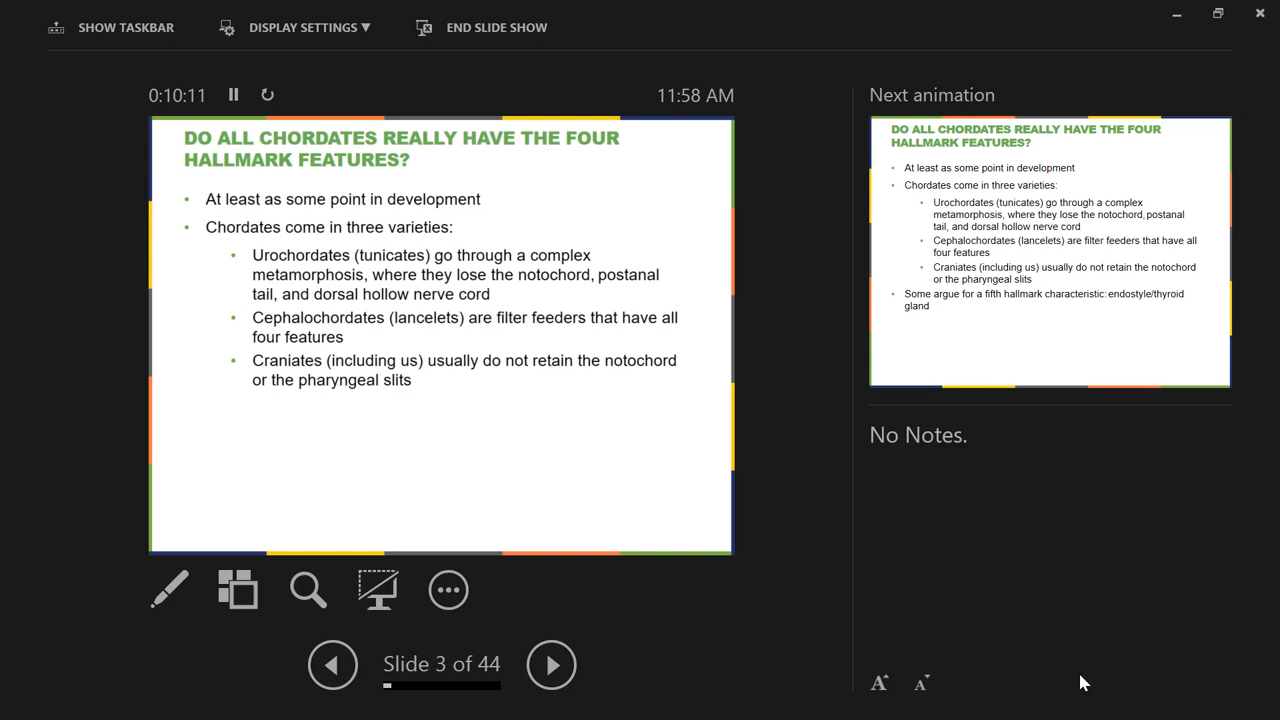 SHOW TASKBAR
DISPLAY SETTINGS ▼
END SLIDE SHOW
0:10:11
11:58 AM
DO ALL CHORDATES REALLY HAVE THE FOUR
HALLMARK FEATURES?
• At least as some point in development
• Chordates come in three varieties:
• Urochordates (tunicates) go through a complex
metamorphosis, where they lose the notochord, postanal
tail, and dorsal hollow nerve cord
• Cephalochordates (lancelets) are filter feeders that have all
four features
• Craniates (including us) usually do not retain the notochord
or the pharyngeal slits
Slide 3 of 44
Next animation
DO ALL CHORDATES REALLY HAVE THE FOUR
HALLMARK FEATURES?
• At least as some point in development
• Chordates come in three varieties:
• Urochordates (tunicates) go through a complex
metamorphosis, where they lose the notochord, postanal
tail, and dorsal hollow nerve cord
• Cephalochordates (lancelets) are filter feeders that have all
four features
• Craniates (including us) usually do not retain the notochord
or the pharyngeal slits
• Some argue for a fifth hallmark characteristic: endostyle/thyroid
gland
No Notes.
A A